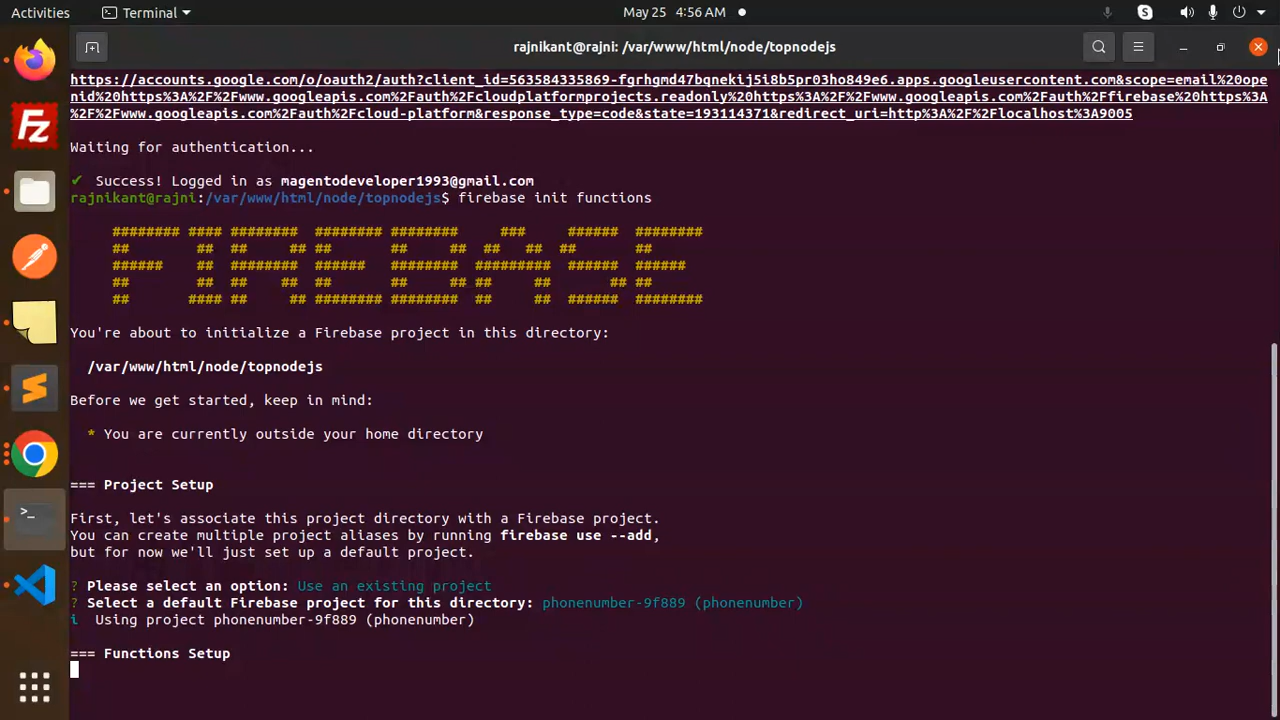 Activities
Terminal
May 25 4:56 AM
rajnikant@rajni: /var/www/html/node/topnodejs
https://accounts.google.com/o/oauth2/auth?client_id=563584335869-fgrhgmd47bqnekij5i8b5pr03ho849e6.apps.googleusercontent.com&scope=email%20ope
nid%20https%3A%2F%2Fwww.googleapis.com%2Fauth%2Fcloudplatformprojects.readonly%20https%3A%2F%2Fwww.googleapis.com%2Fauth%2Ffirebase%20https%3A
%2F%2Fwww.googleapis.com%2Fauth%2Fcloud-platform&response_type=code&state=193114371&redirect_uri=http%3A%2F%2Flocalhost%3A9005
Waiting for authentication...
✔ Success! Logged in as magentodeveloper1993@gmail.com
rajnikant@rajni:/var/www/html/node/topnodejs$ firebase init functions
######## #### ######## ######## ######## ### ###### ########
## ## ## ## ## ## ## ## ## ## ##
###### ## ######## ###### ######## ######### ###### ######
## ## ## ## ## ## ## ## ## ## ##
## #### ## ## ######## ######## ## ## ###### ########
You're about to initialize a Firebase project in this directory:
/var/www/html/node/topnodejs
Before we get started, keep in mind:
* You are currently outside your home directory
=== Project Setup
First, let's associate this project directory with a Firebase project.
You can create multiple project aliases by running firebase use --add,
but for now we'll just set up a default project.
? Please select an option: Use an existing project
? Select a default Firebase project for this directory: phonenumber-9f889 (phonenumber)
i Using project phonenumber-9f889 (phonenumber)
=== Functions Setup